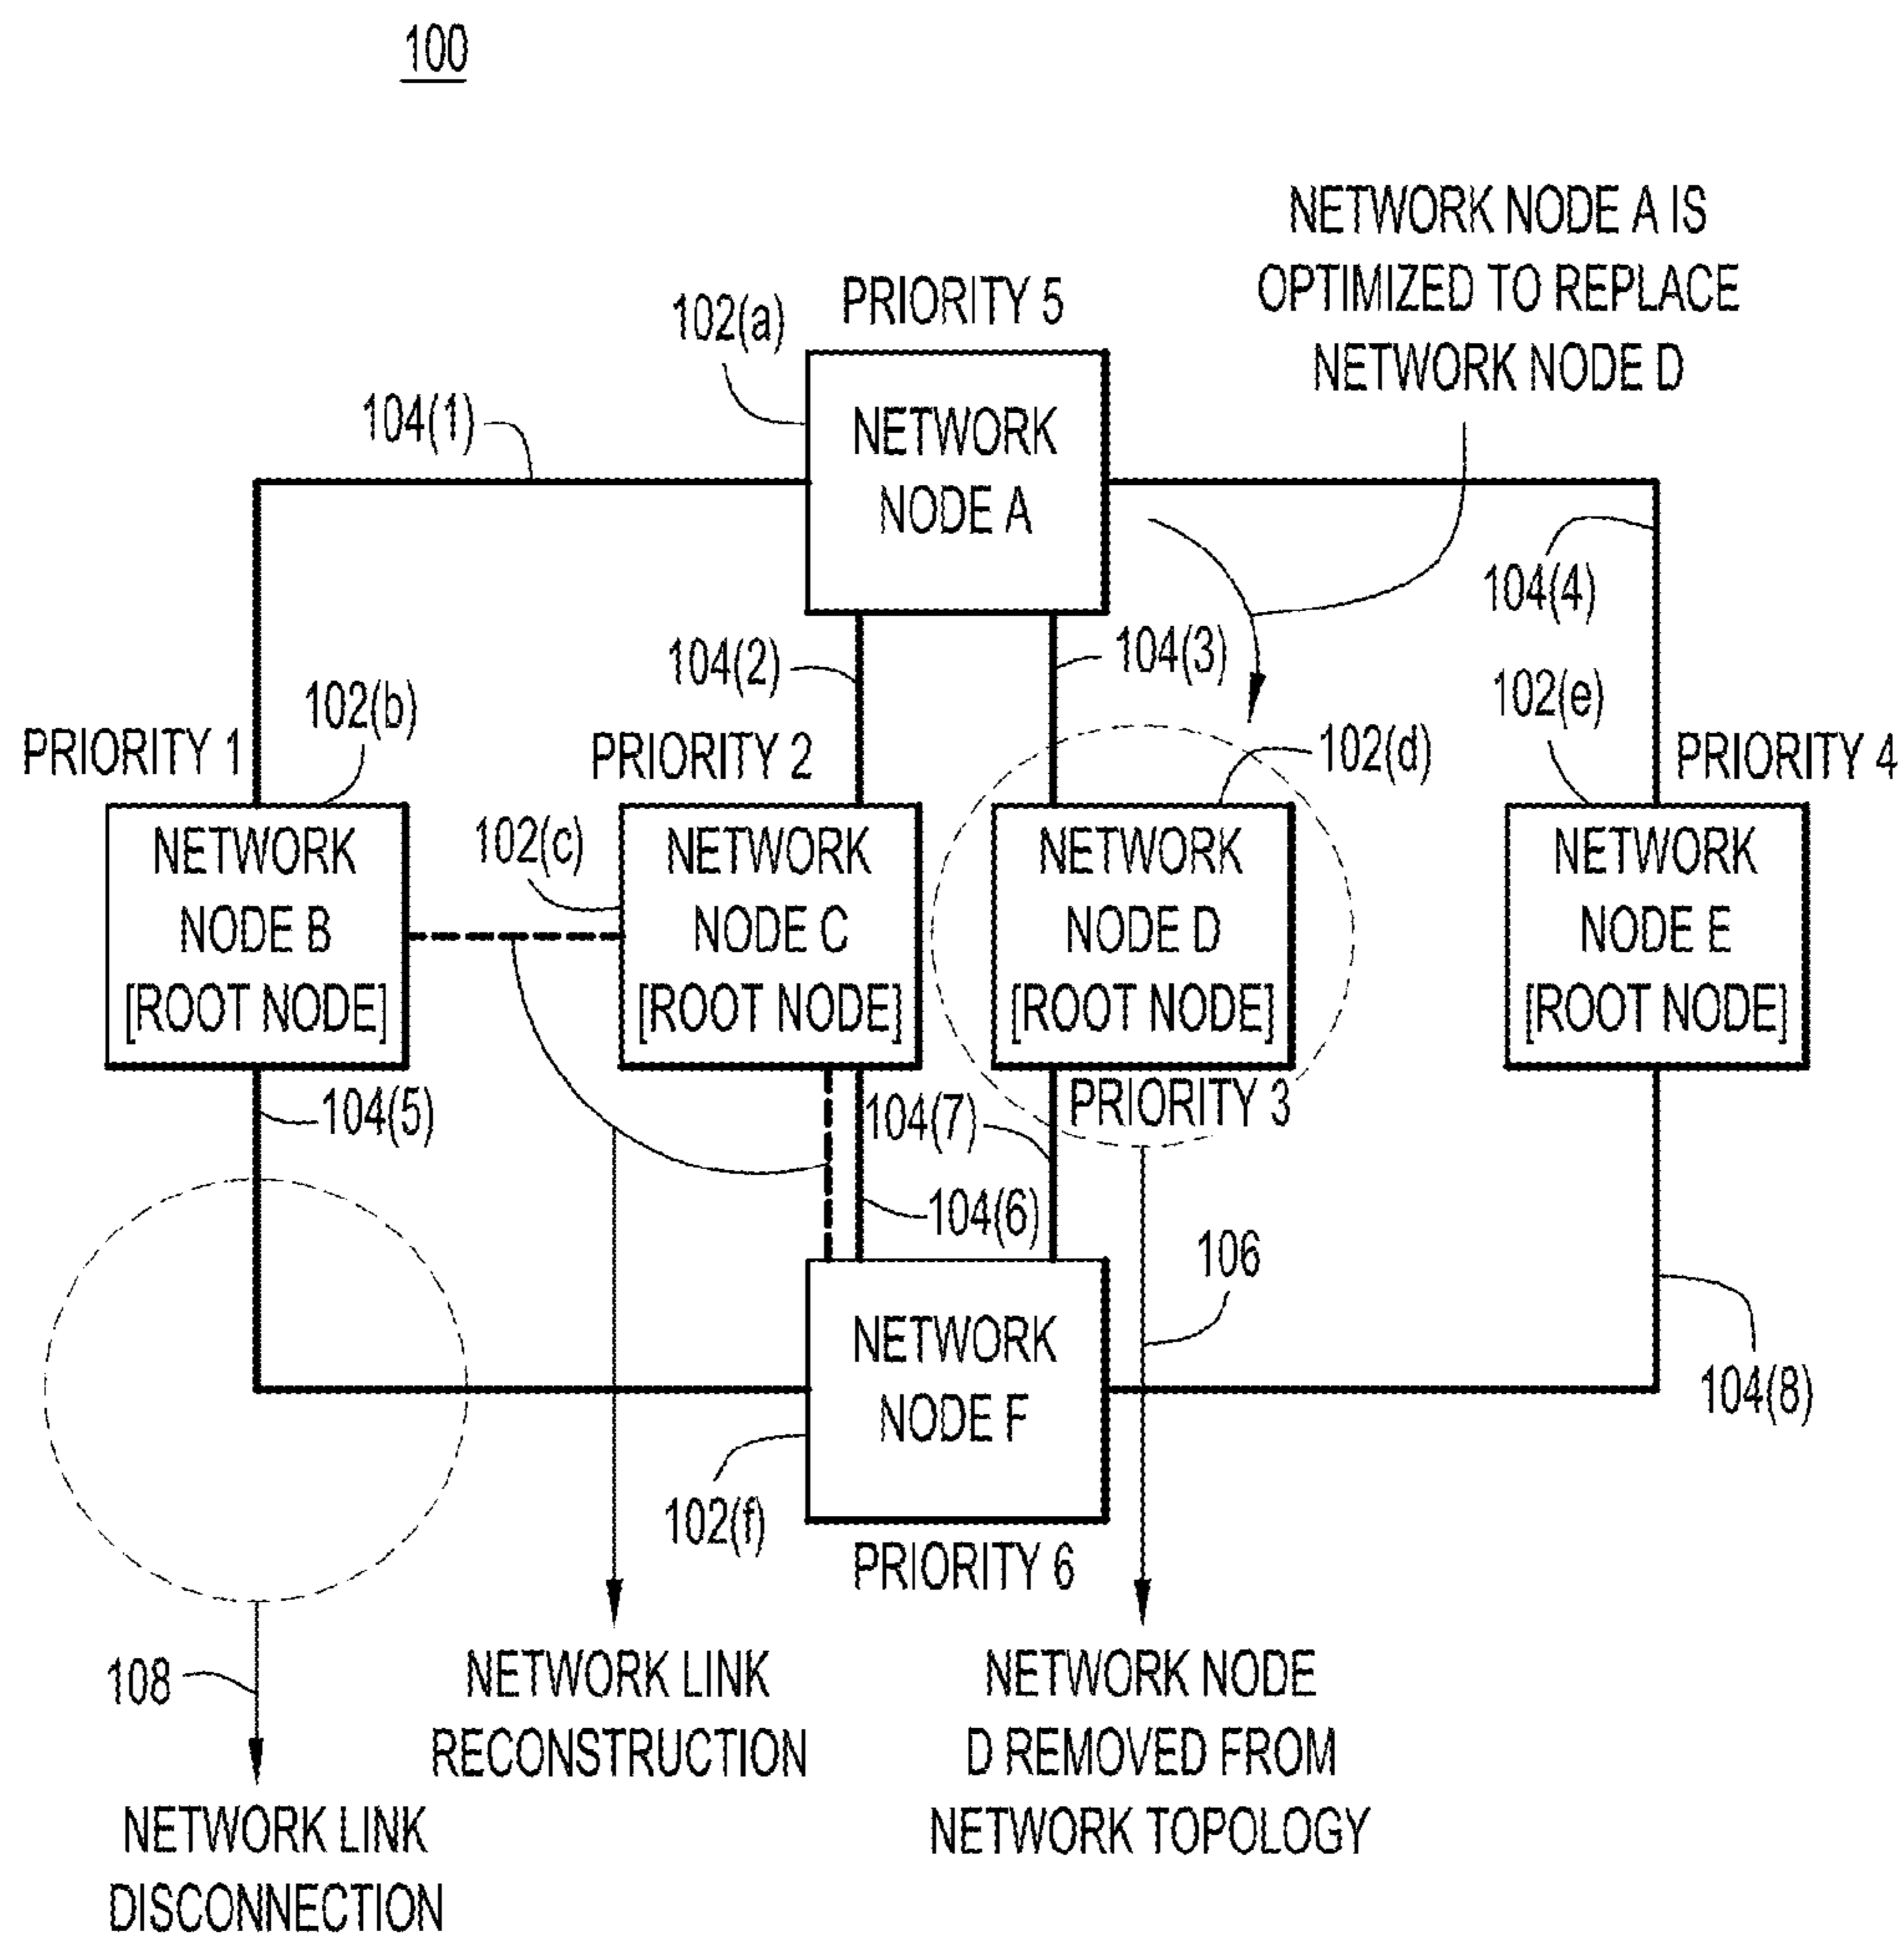 100
NETWORK NODE A IS
OPTIMIZED TO REPLACE
NETWORK NODE D
PRIORITY 5
102(a)
NETWORK
NODE A
104(1)
104(4)
104(2)
104(3)
102(b)
102(e)
PRIORITY 1
PRIORITY 2
102(d)
PRIORITY 4
102(c)
NETWORK
NODE B
[ROOT NODE]
NETWORK
NODE C
[ROOT NODE]
NETWORK
NODE D
[ROOT NODE]
NETWORK
NODE E
[ROOT NODE]
104(5)
104(7)
PRIORITY 3
104(6)
106
NETWORK
NODE F
104(8)
102(f)
PRIORITY 6
108
NETWORK LINK
RECONSTRUCTION
NETWORK NODE
D REMOVED FROM
NETWORK TOPOLOGY
NETWORK LINK
DISCONNECTION